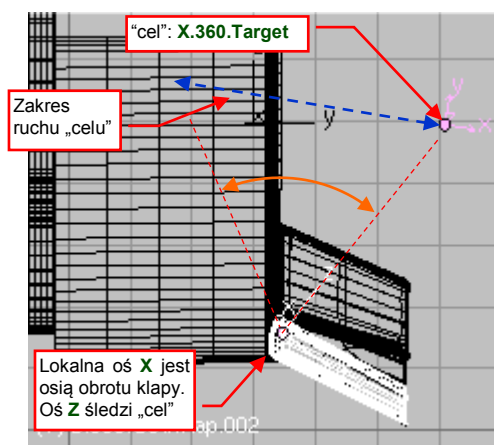 “cel”: X.360.Target
Zakres
ruchu „celu”
y
x
x
y
Lokalna oś X jest
osią obrotu klapy.
Oś Z śledzi „cel”
ap.002